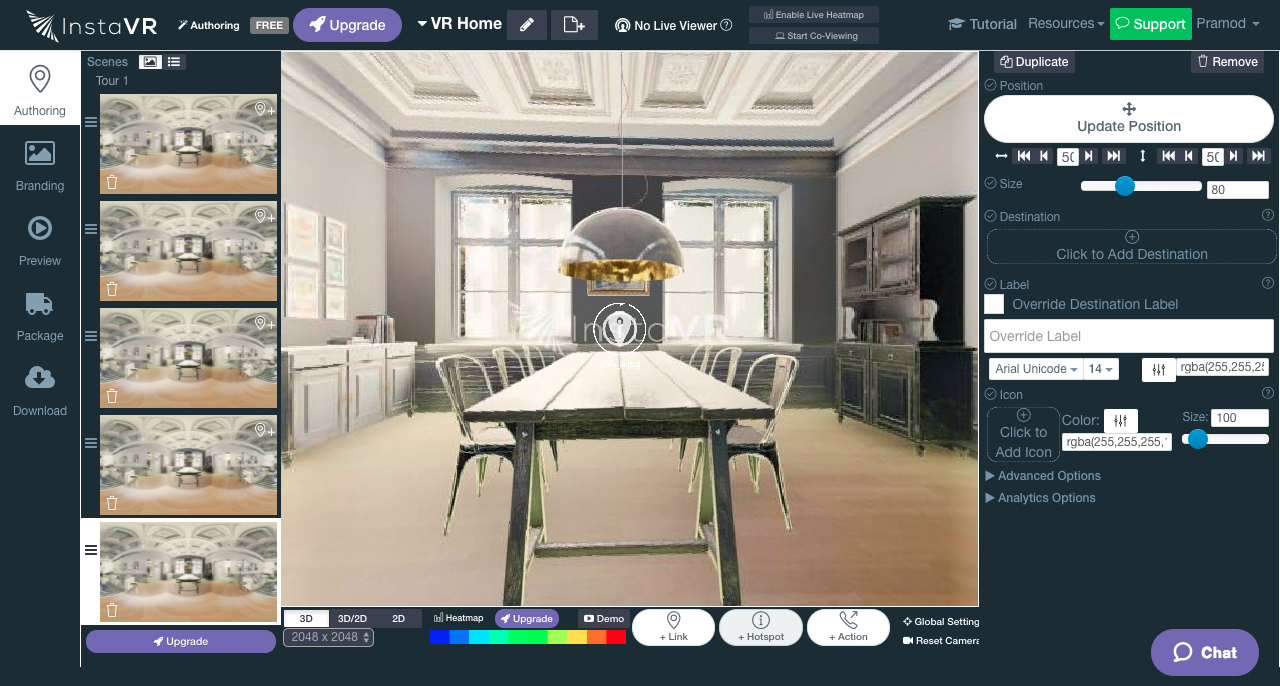 InstaVR
Authoring
FREE
Upgrade
VR Home
No Live Viewer
Enable Live Heatmap
Start Co-Viewing
Tutorial
Resources
Support
Pramod
Authoring
Branding
Preview
Package
Download
Scenes
Tour 1
Upgrade
InstaVR
3D
3D/2D
2D
2048 x 2048
Heatmap
Upgrade
Demo
+ Link
+ Hotspot
+ Action
Global Setting
Reset Camera
Duplicate
Remove
Position
Update Position
50
50
Size
80
Destination
Click to Add Destination
Label
Override Destination Label
Override Label
Arial Unicode
14
rgba(255,255,25
Icon
Click to
Add Icon
Color:
rgba(255,255,255,
Size:
100
Advanced Options
Analytics Options
Chat